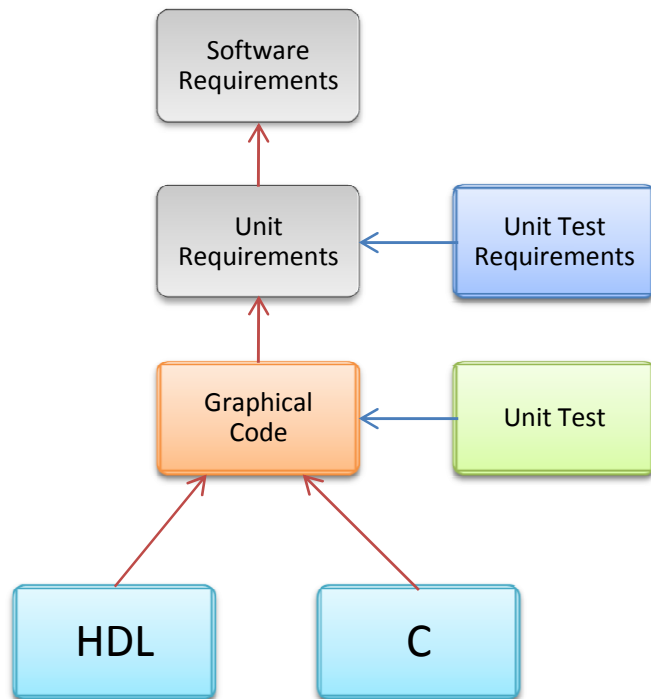 Software
Requirements
Unit
Requirements
Unit Test
Requirements
Graphical
Code
Unit Test
HDL
C